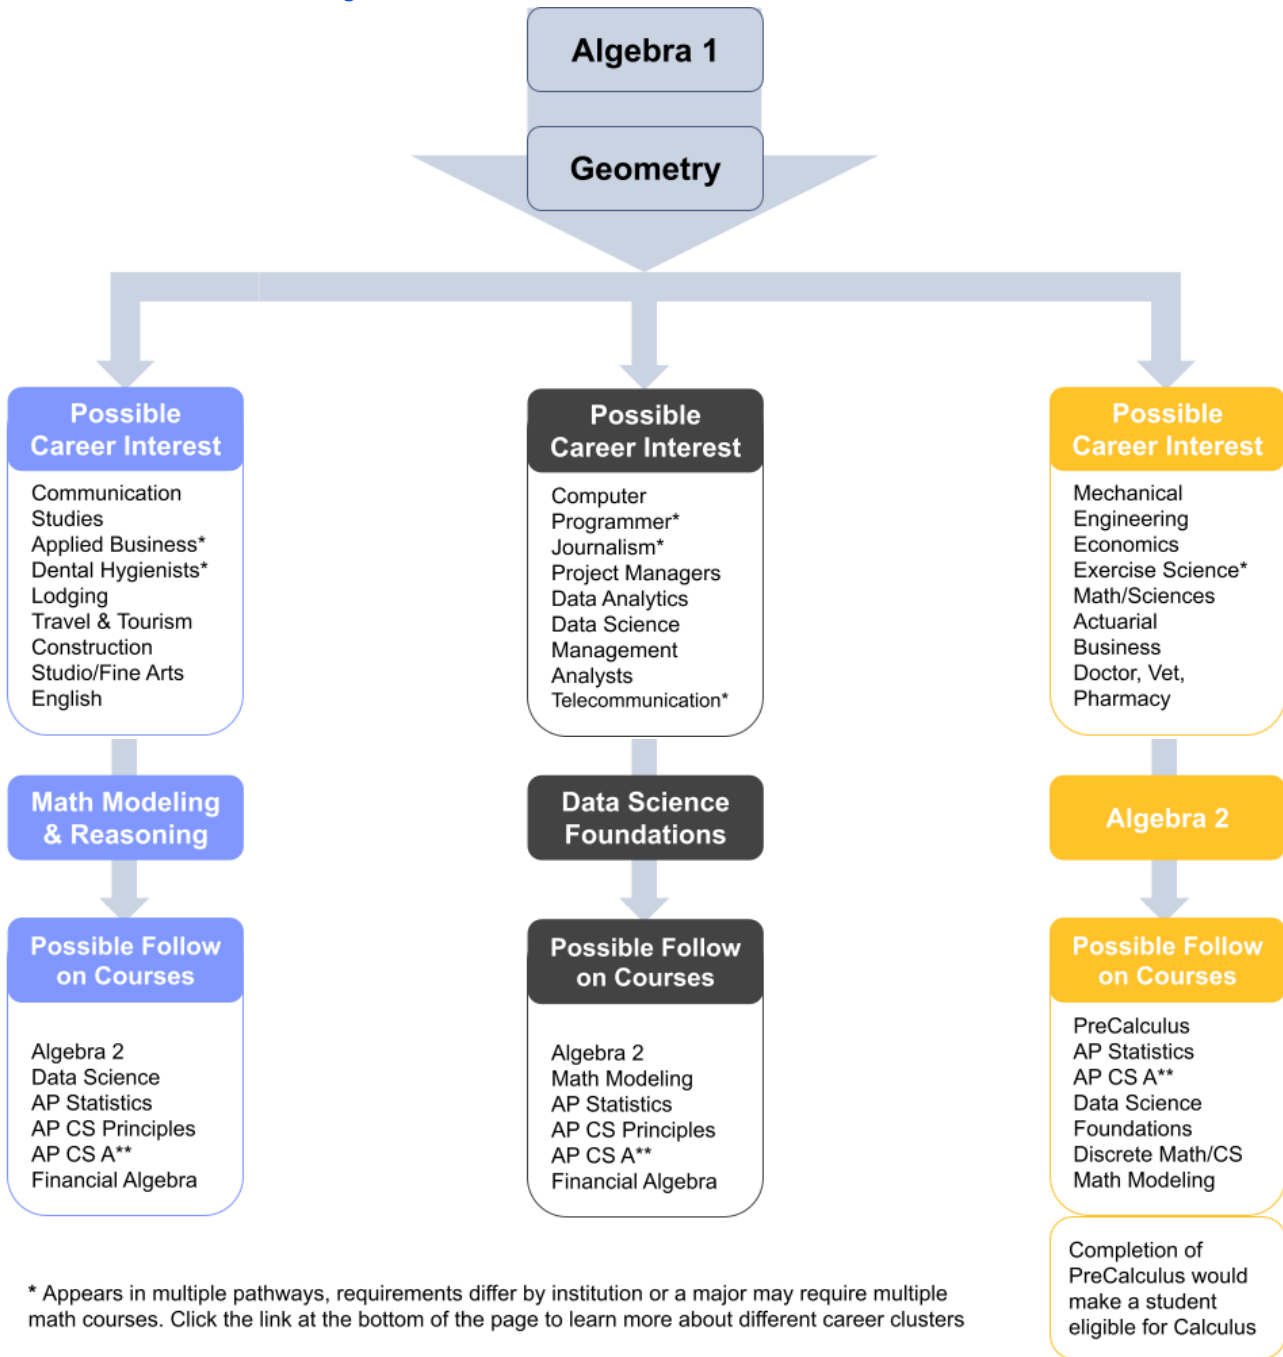 Algebra 1
Geometry
Possible
Career Interest
Communication
Studies
Applied Business*
Dental Hygienists*
Lodging
Travel & Tourism
Construction
Studio/Fine Arts
English
Math Modeling
& Reasoning
Possible Follow
on Courses
Algebra 2
Data Science
AP Statistics
AP CS Principles
AP CS A**
Financial Algebra
Possible
Career Interest
Computer
Programmer*
Journalism*
Project Managers
Data Analytics
Data Science
Management
Analysts
Telecommunication*
Data Science
Foundations
Possible Follow
on Courses
Algebra 2
Math Modeling
AP Statistics
AP CS Principles
AP CS A**
Financial Algebra
Possible
Career Interest
Mechanical
Engineering
Economics
Exercise Science*
Math/Sciences
Actuarial
Business
Doctor, Vet,
Pharmacy
Algebra 2
Possible Follow
on Courses
PreCalculus
AP Statistics
AP CS A**
Data Science
Foundations
Discrete Math/CS
Math Modeling
Completion of
PreCalculus would
make a student
eligible for Calculus
* Appears in multiple pathways, requirements differ by institution or a major may require multiple
math courses. Click the link at the bottom of the page to learn more about different career clusters